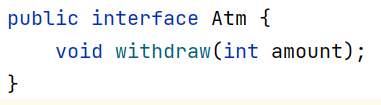 public interface Atm {
    void withdraw(int amount);
}